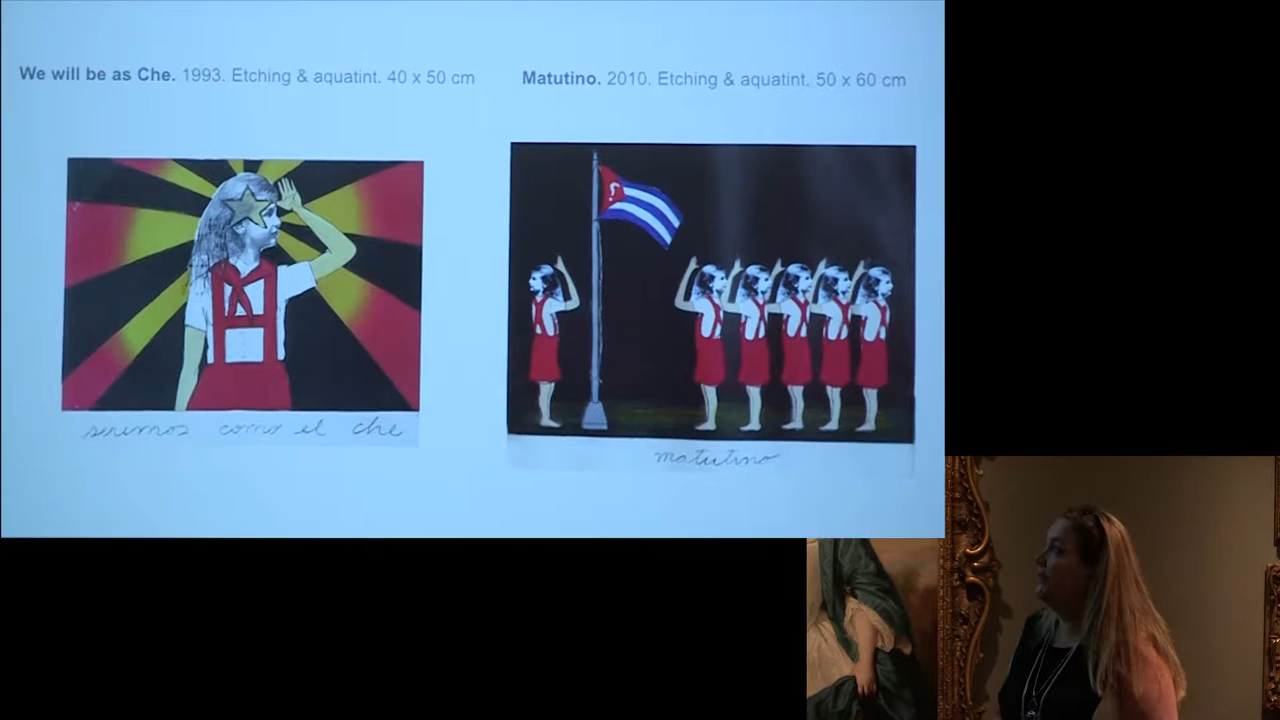 We will be as Che. 1993. Etching & aquatint. 40 x 50 cm
Matutino. 2010. Etching & aquatint. 50 x 60 cm
seremos como el che
matutino